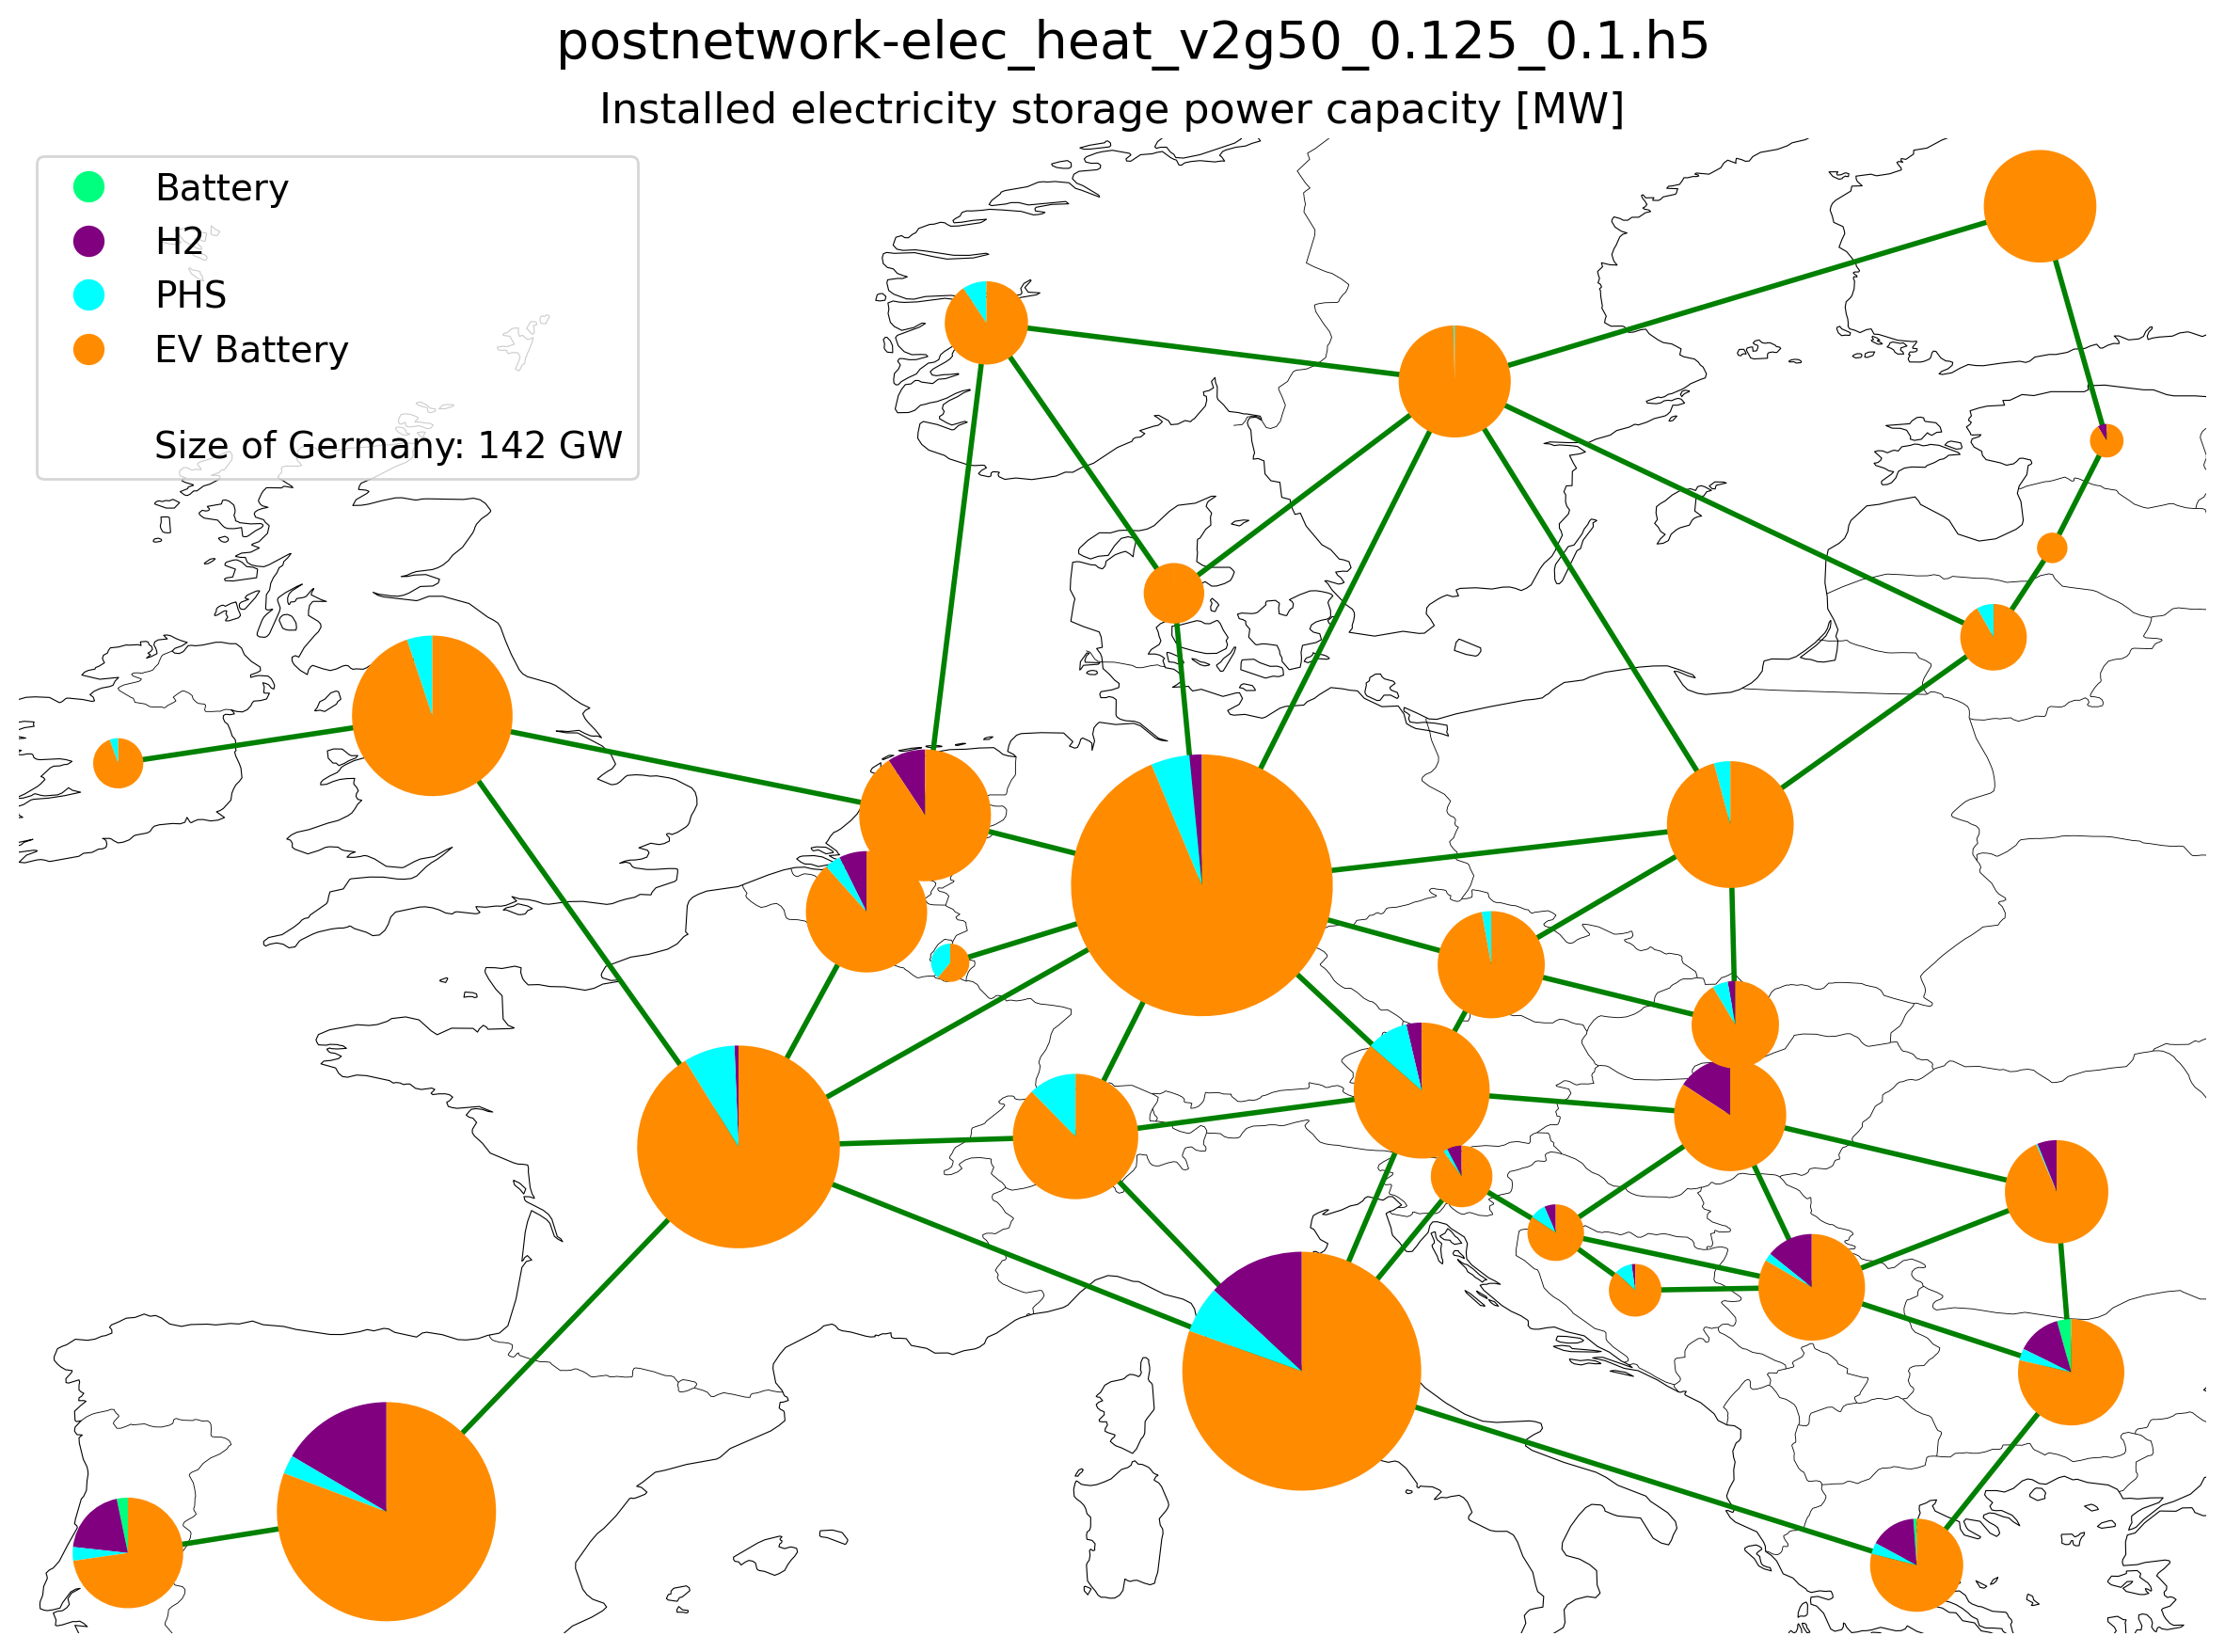 postnetwork-elec_heat_v2g50_0.125_0.1.h5
Installed electricity storage power capacity [MW]
Battery
H2
PHS
EV Battery
Size of Germany: 142 GW